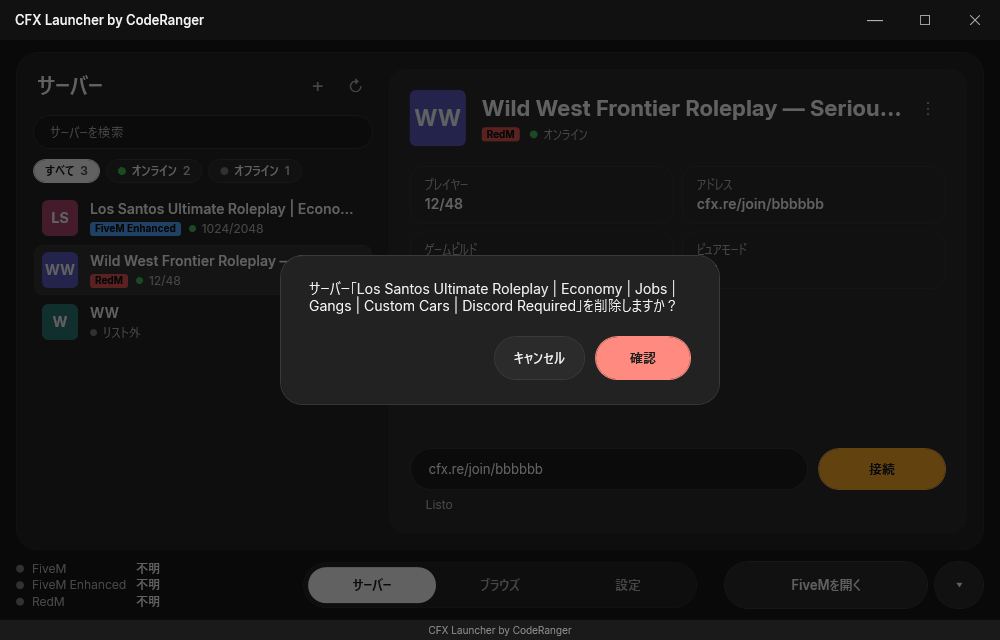 CFX Launcher by CodeRanger
サーバー
サーバーを検索
すべて 3
オンライン 2
オフライン 1
LS
Los Santos Ultimate Roleplay | Econo...
FiveM Enhanced
1024/2048
WW
Wild West Frontier Roleplay —
RedM
12/48
W
WW
リスト外
WW
Wild West Frontier Roleplay — Seriou...
RedM
オンライン
プレイヤー
12/48
アドレス
cfx.re/join/bbbbbb
ゲームビルド
ピュアモード
サーバー「Los Santos Ultimate Roleplay | Economy | Jobs |
Gangs | Custom Cars | Discord Required」を削除しますか？
キャンセル
確認
cfx.re/join/bbbbbb
接続
Listo
FiveM 不明
FiveM Enhanced 不明
RedM 不明
サーバー
ブラウズ
設定
FiveMを開く
CFX Launcher by CodeRanger